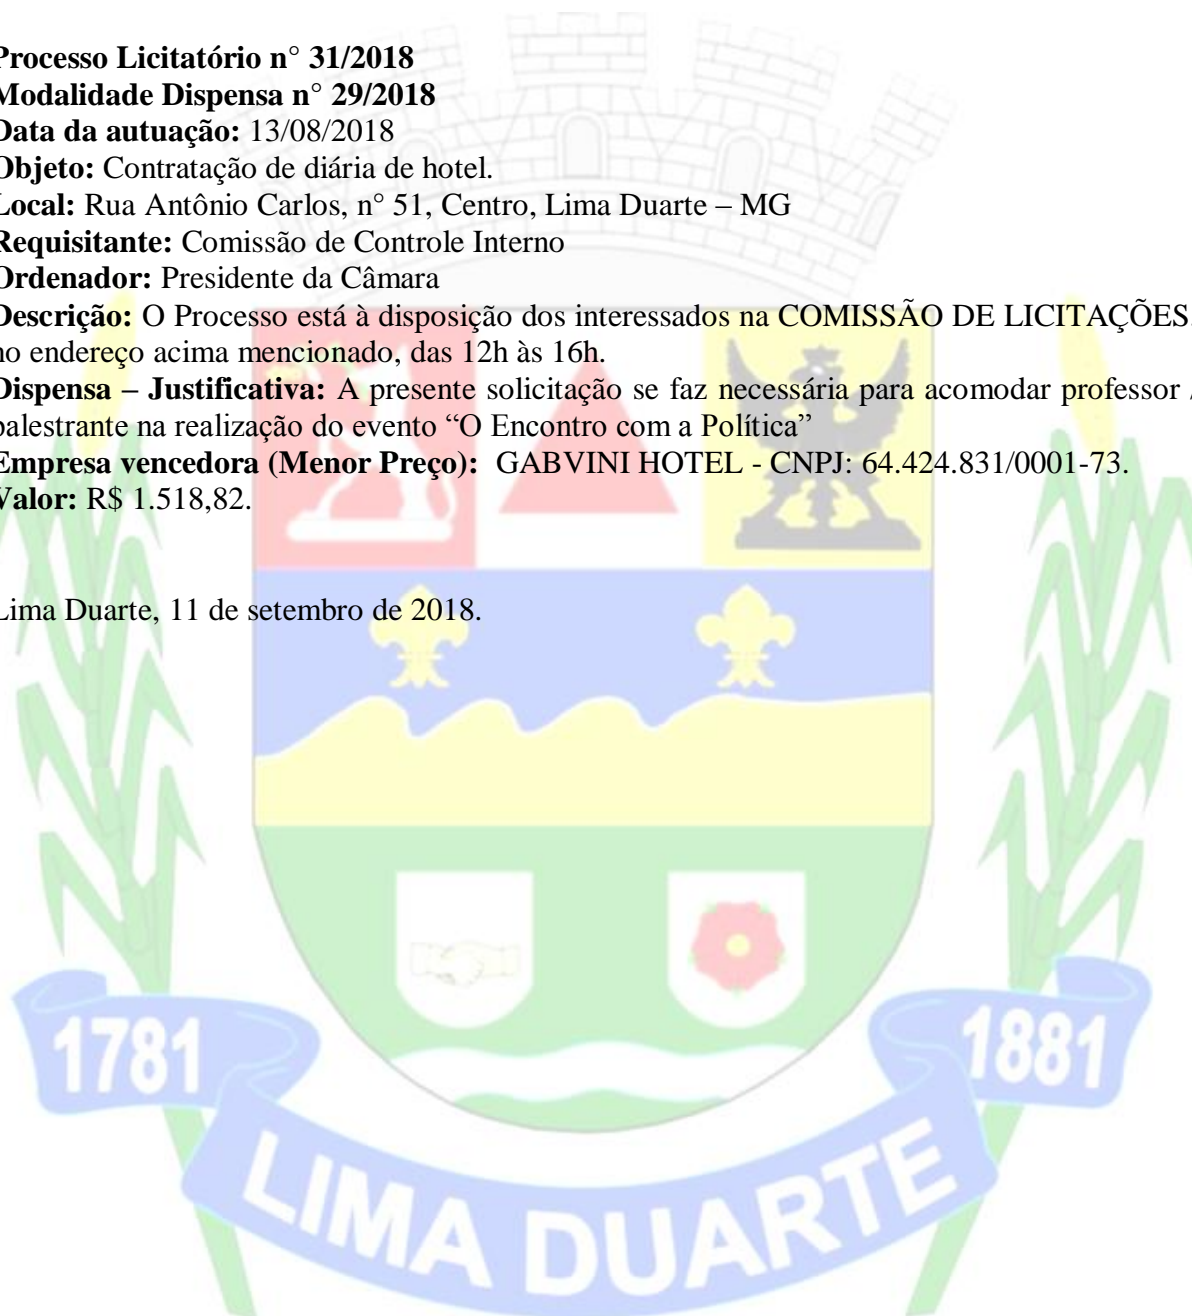 Processo Licitatório n° 31/2018
Modalidade Dispensa n° 29/2018
Data da autuação: 13/08/2018
Objeto: Contratação de diária de hotel.
Local: Rua Antônio Carlos, n° 51, Centro, Lima Duarte – MG
Requisitante: Comissão de Controle Interno
Ordenador: Presidente da Câmara
Descrição: O Processo está à disposição dos interessados na COMISSÃO DE LICITAÇÕES,
no endereço acima mencionado, das 12h às 16h.
Dispensa – Justificativa: A presente solicitação se faz necessária para acomodar professor /
palestrante na realização do evento “O Encontro com a Política”
Empresa vencedora (Menor Preço): GABVINI HOTEL - CNPJ: 64.424.831/0001-73.
Valor: R$ 1.518,82.
Lima Duarte, 11 de setembro de 2018.
1781
1881
LIMA DUARTE